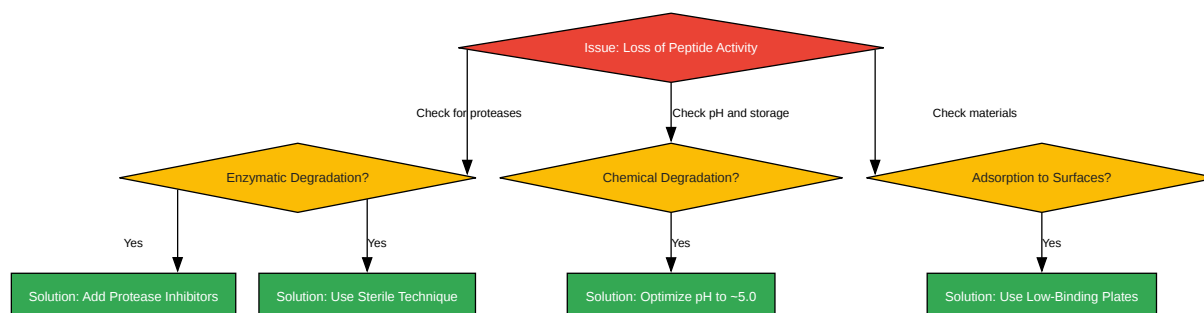 Issue: Loss of Peptide Activity
Check for proteases
Check pH and storage
Check materials
Enzymatic Degradation?
Chemical Degradation?
Adsorption to Surfaces?
Yes
Yes
Yes
Yes
Solution: Add Protease Inhibitors
Solution: Use Sterile Technique
Solution: Optimize pH to ~5.0
Solution: Use Low-Binding Plates